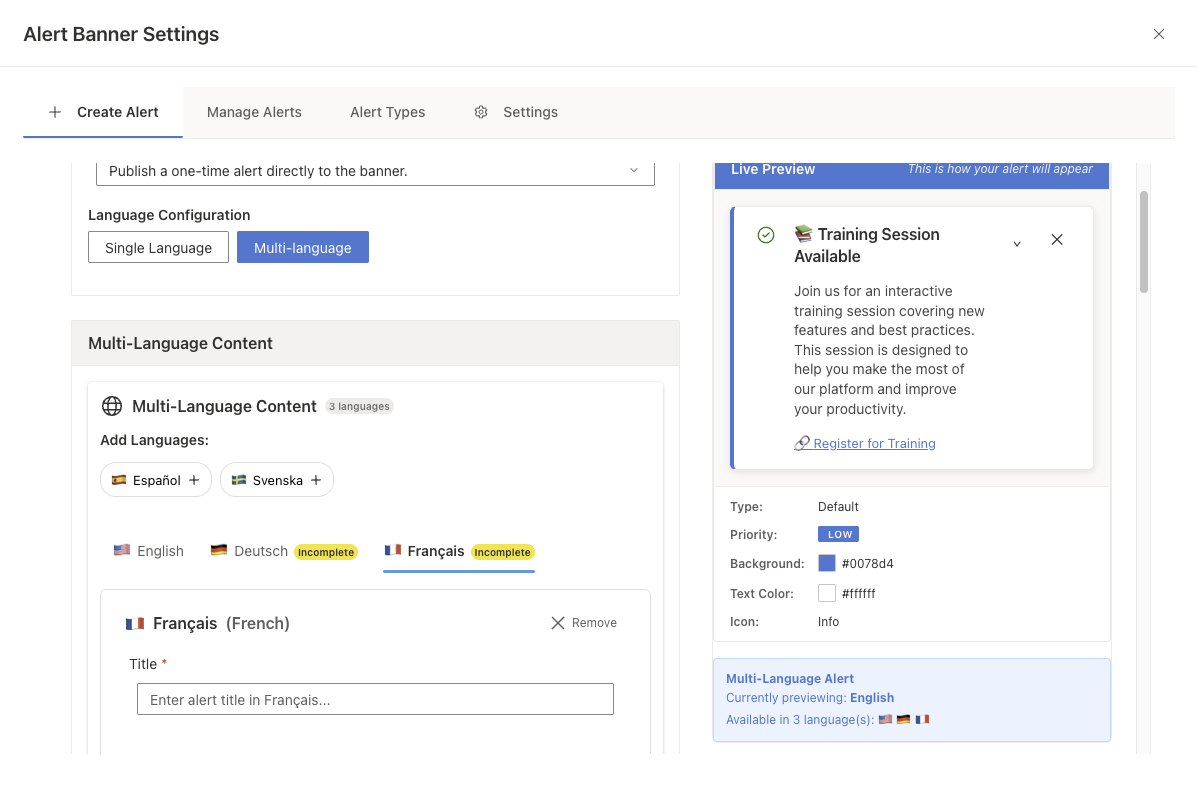 Alert Banner Settings
Create Alert
Manage Alerts
Alert Types
Settings
Publish a one-time alert directly to the banner.
Language Configuration
Single Language
Multi-language
Multi-Language Content
Multi-Language Content
3 languages
Add Languages:
Español
Svenska
English
Deutsch
Incomplete
Français
Incomplete
Français (French)
Remove
Title *
Enter alert title in Français...
Live Preview
This is how your alert will appear
Training Session
Available
Join us for an interactive
training session covering new
features and best practices.
This session is designed to
help you make the most of
our platform and improve
your productivity.
Register for Training
Type: Default
Priority: LOW
Background: #0078d4
Text Color: #ffffff
Icon: Info
Multi-Language Alert
Currently previewing: English
Available in 3 language(s):